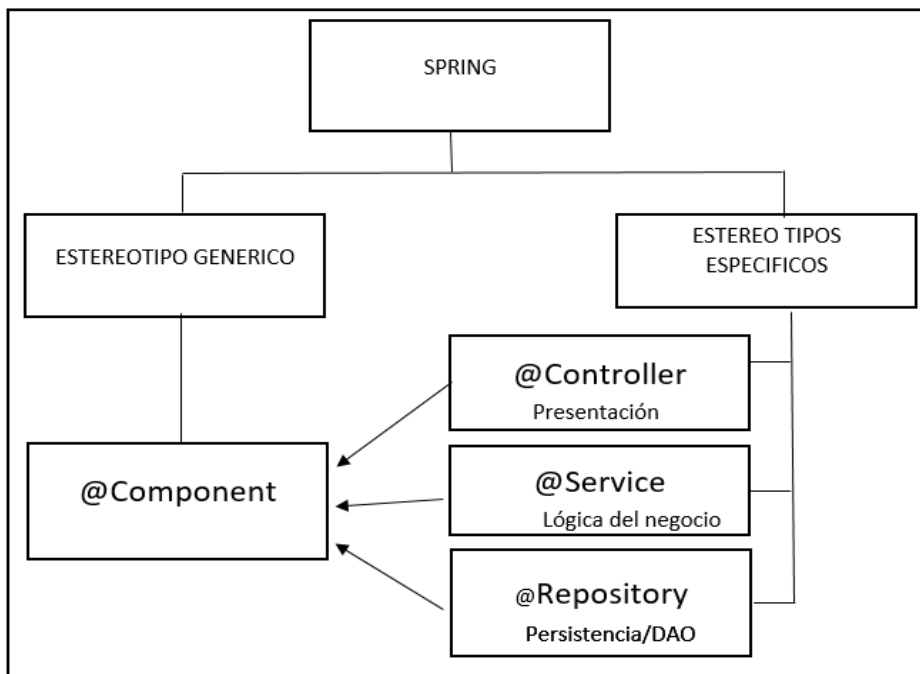 SPRING
ESTEREOTIPO GENERICO
ESTEREO TIPOS
ESPECIFICOS
@Controller
Presentación
@Component
@Service
Lógica del negocio
@Repository
Persistencia/DAO